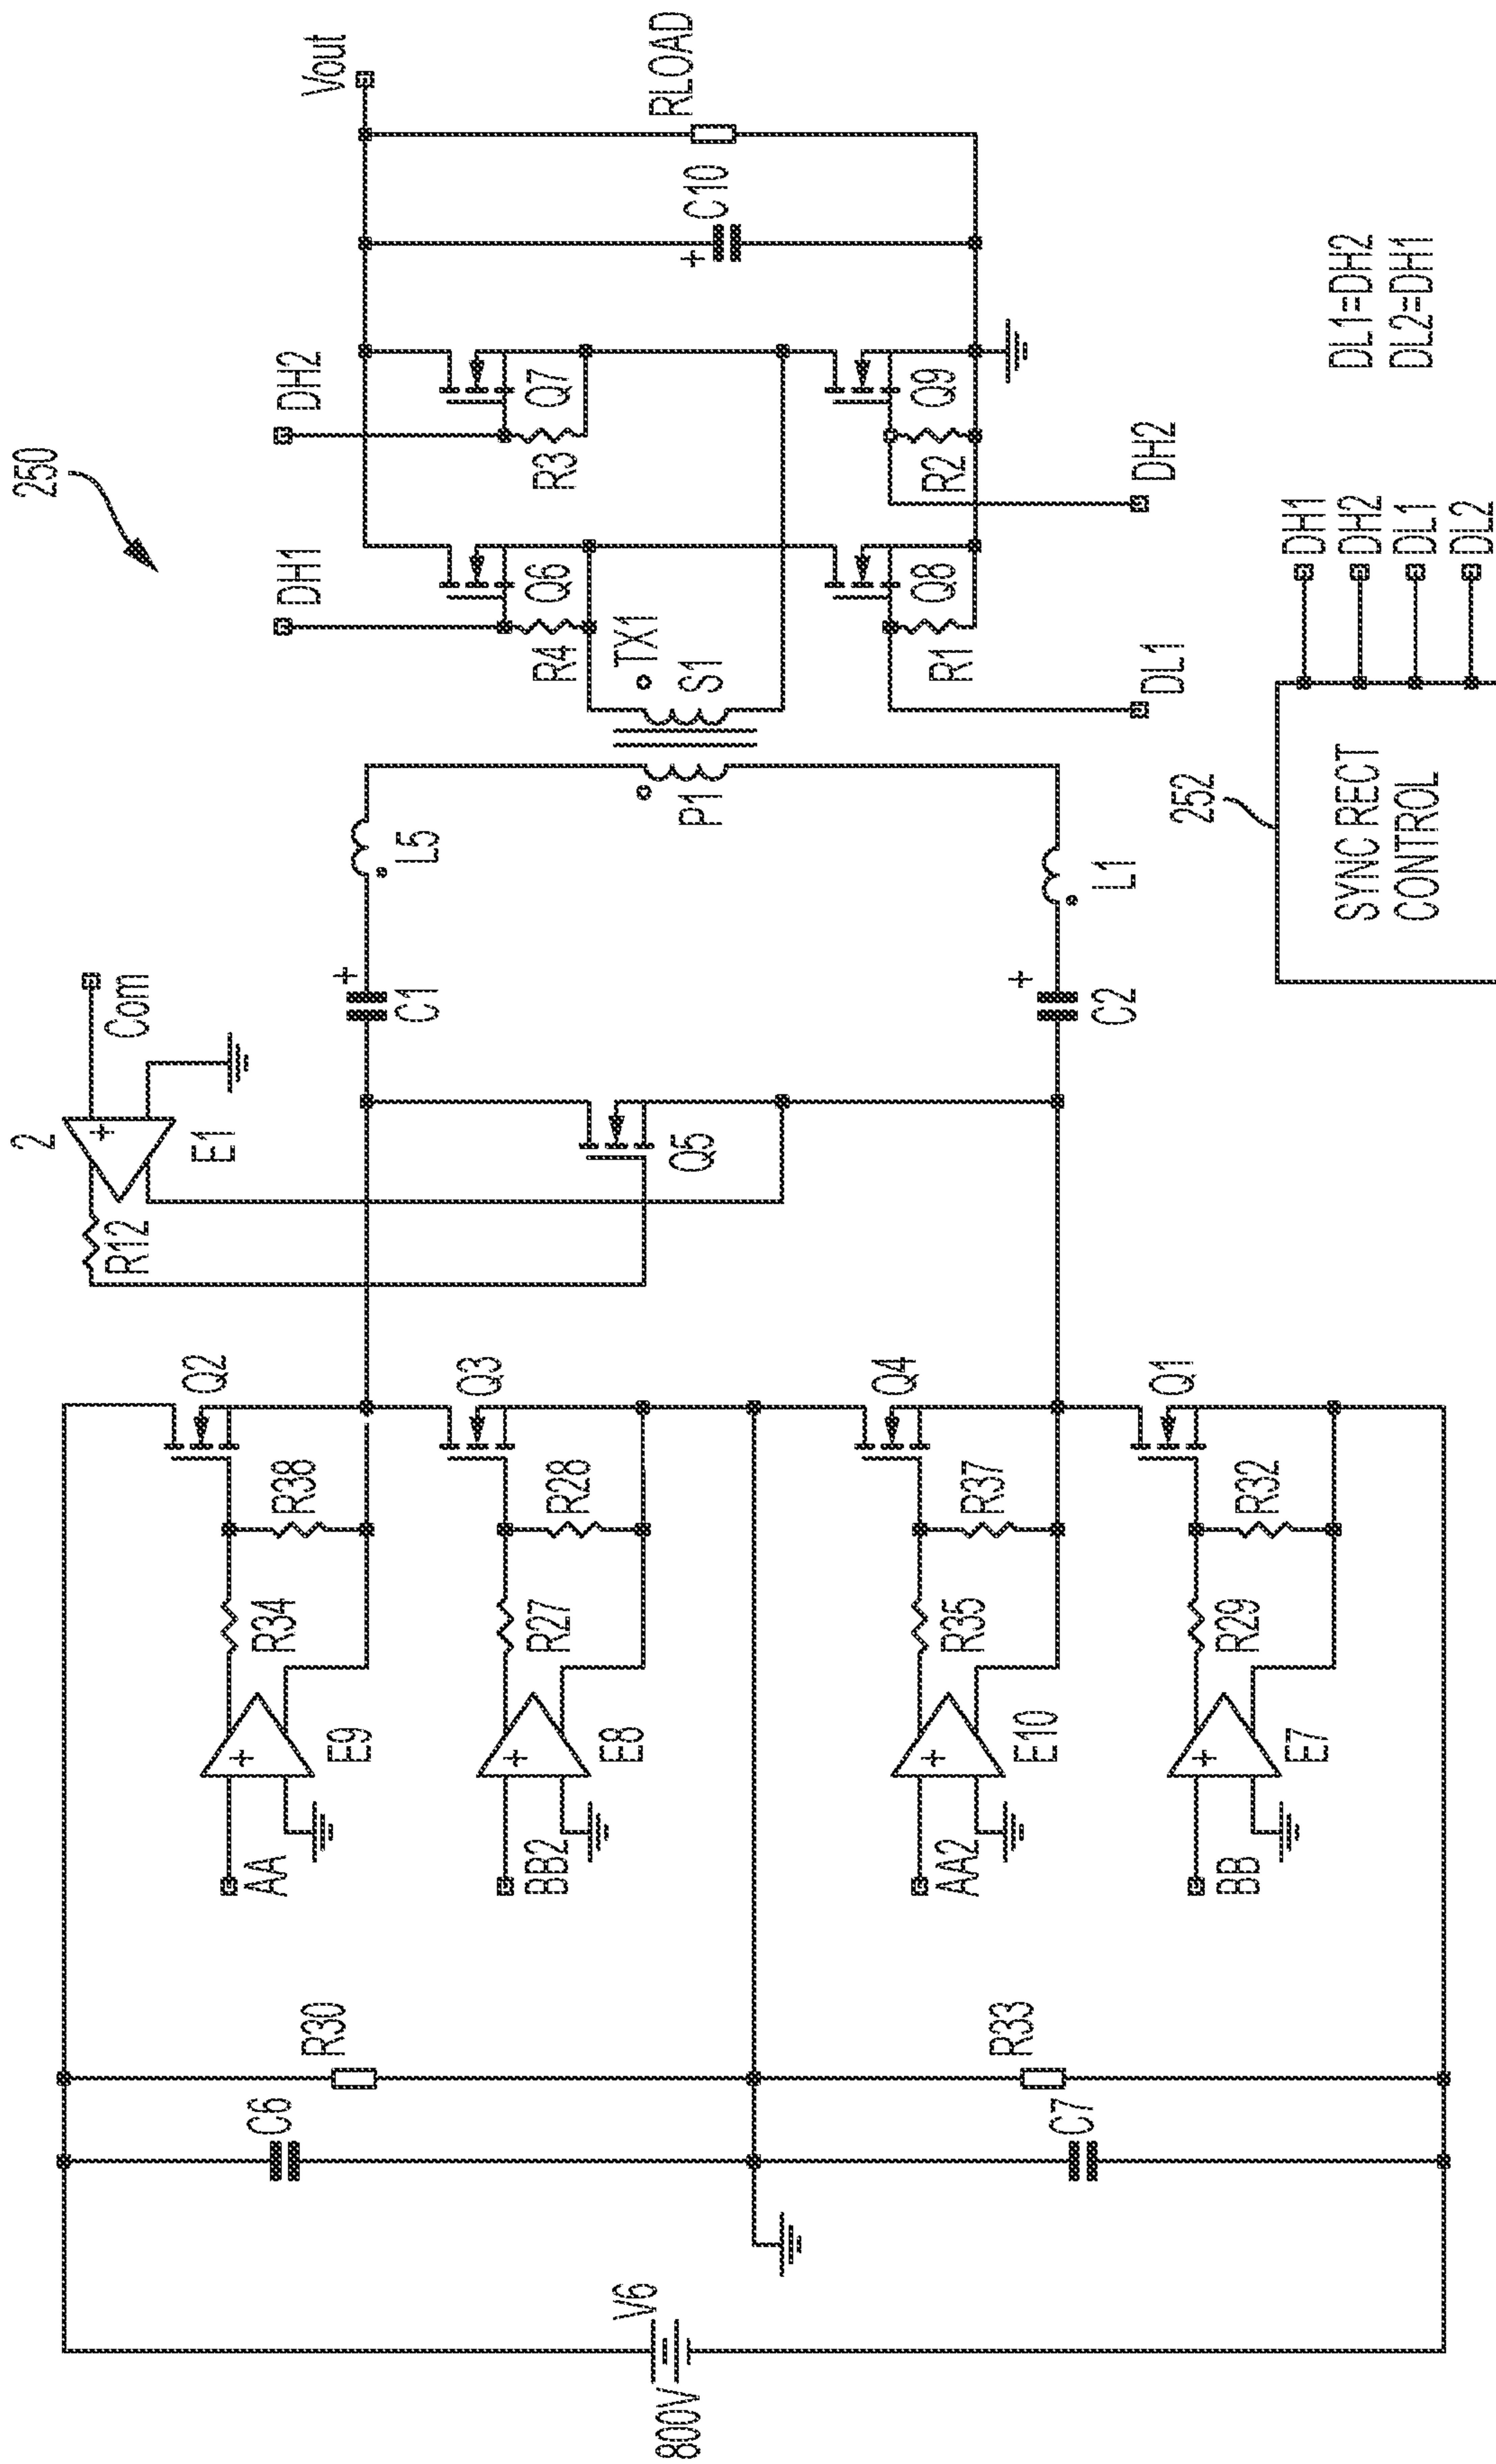 250
2
Com
E1
R12
Vout
DH2
DH1
RLOAD
+
C10
Q7
R3
Q6
R4
TX1
S1
P1
L5
+
C1
Q5
Q9
R2
Q8
R1
DH2
DL1
L1
+
C2
DL1=DH2
DL2=DH1
DH1
DH2
DL1
DL2
252
SYNC RECT
CONTROL
Q2
R38
R34
+
E9
AA
Q3
R28
R27
+
E8
BB2
Q4
R37
R35
+
E10
AA2
Q1
R32
R29
+
E7
BB
R30
C6
R33
C7
V6
800V